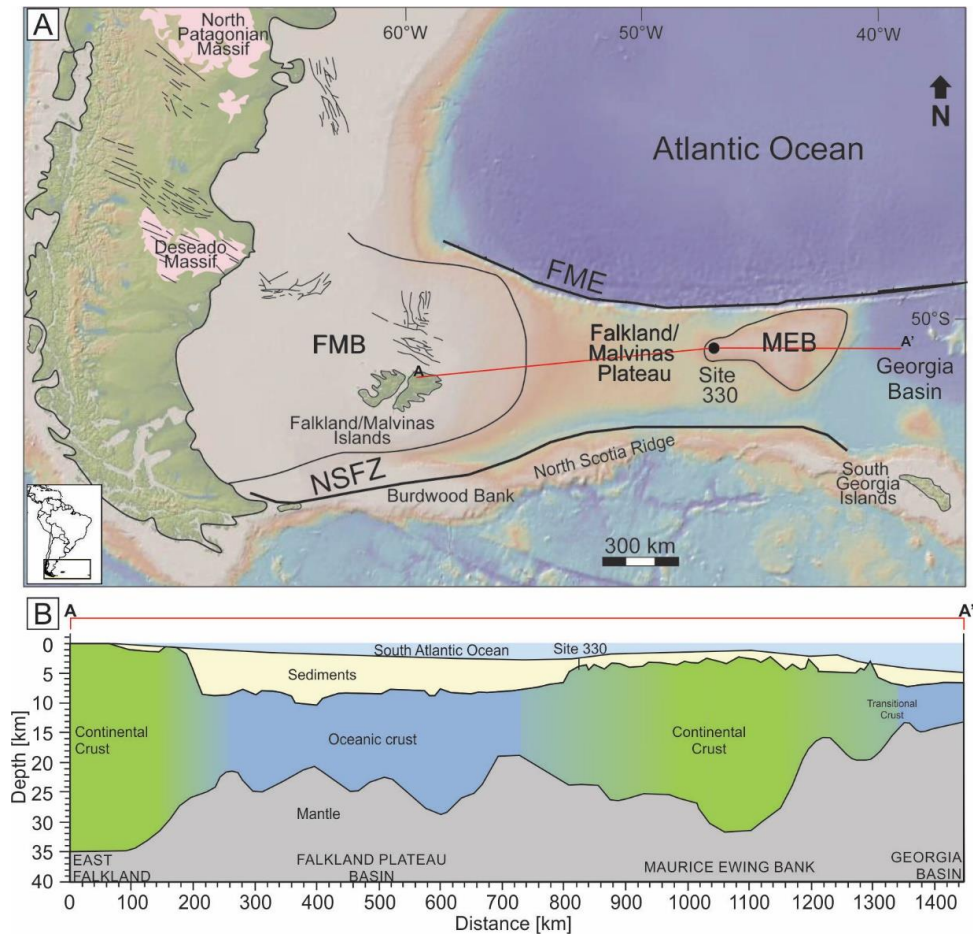 A
North
Patagonian
Massif
60°W
50°W
40°W
N
Atlantic Ocean
Deseado
Massif
FME
50°S
FMB
Falkland/
Malvinas
Plateau
MEB
A
A'
Site
330
Georgia
Basin
Falkland/Malvinas
Islands
NSFZ
North Scotia Ridge
Burdwood Bank
South
Georgia
Islands
300 km
B
A
A'
0
5
10
15
20
25
30
35
40
Depth [km]
South Atlantic Ocean
Site 330
Sediments
Continental
Crust
Oceanic crust
Continental
Crust
Transitional
Crust
Mantle
EAST
FALKLAND
FALKLAND PLATEAU
BASIN
MAURICE EWING BANK
GEORGIA
BASIN
0 100 200 300 400 500 600 700 800 900 1000 1100 1200 1300 1400
Distance [km]